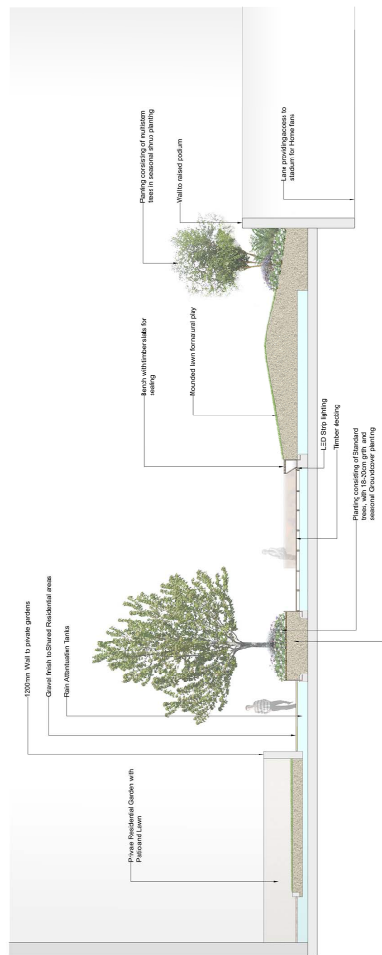 Private Residential Garden with
Patio and Lawn
1200mm Wall to private gardens
Gravel finish to Shared Residential areas
Rain Attentuation Tanks
Bench with timber slats for
seating
Mounded lawn for natural play
Planting consisting of multistem
trees in seasonal shrub planting
Wall to raised podium
Lane providing access to
stadium for Home fans
LED Strip lighting
Timber decking
Planting consisting of Standard
trees, with 18-20cm girth and
seasonal Groundcover planting